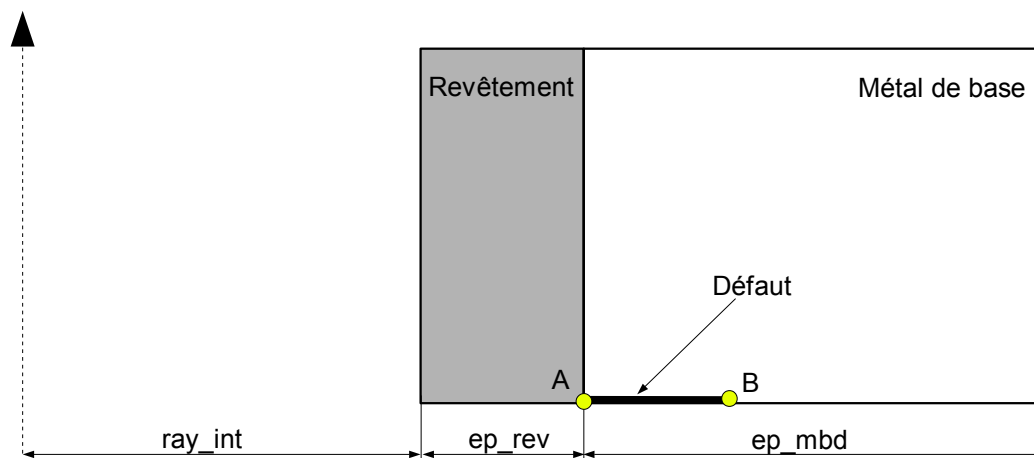 Revêtement
Métal de base
Défaut
A
B
ray_int
ep_rev
ep_mbd